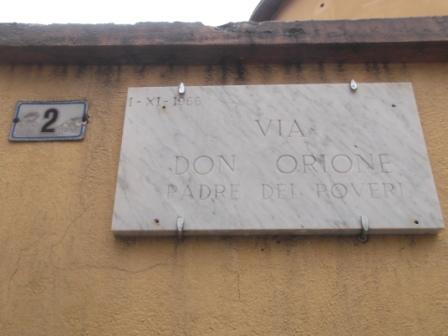 2
1-XI-1966
VIA
DON ORIONE
PADRE DEI POVERI